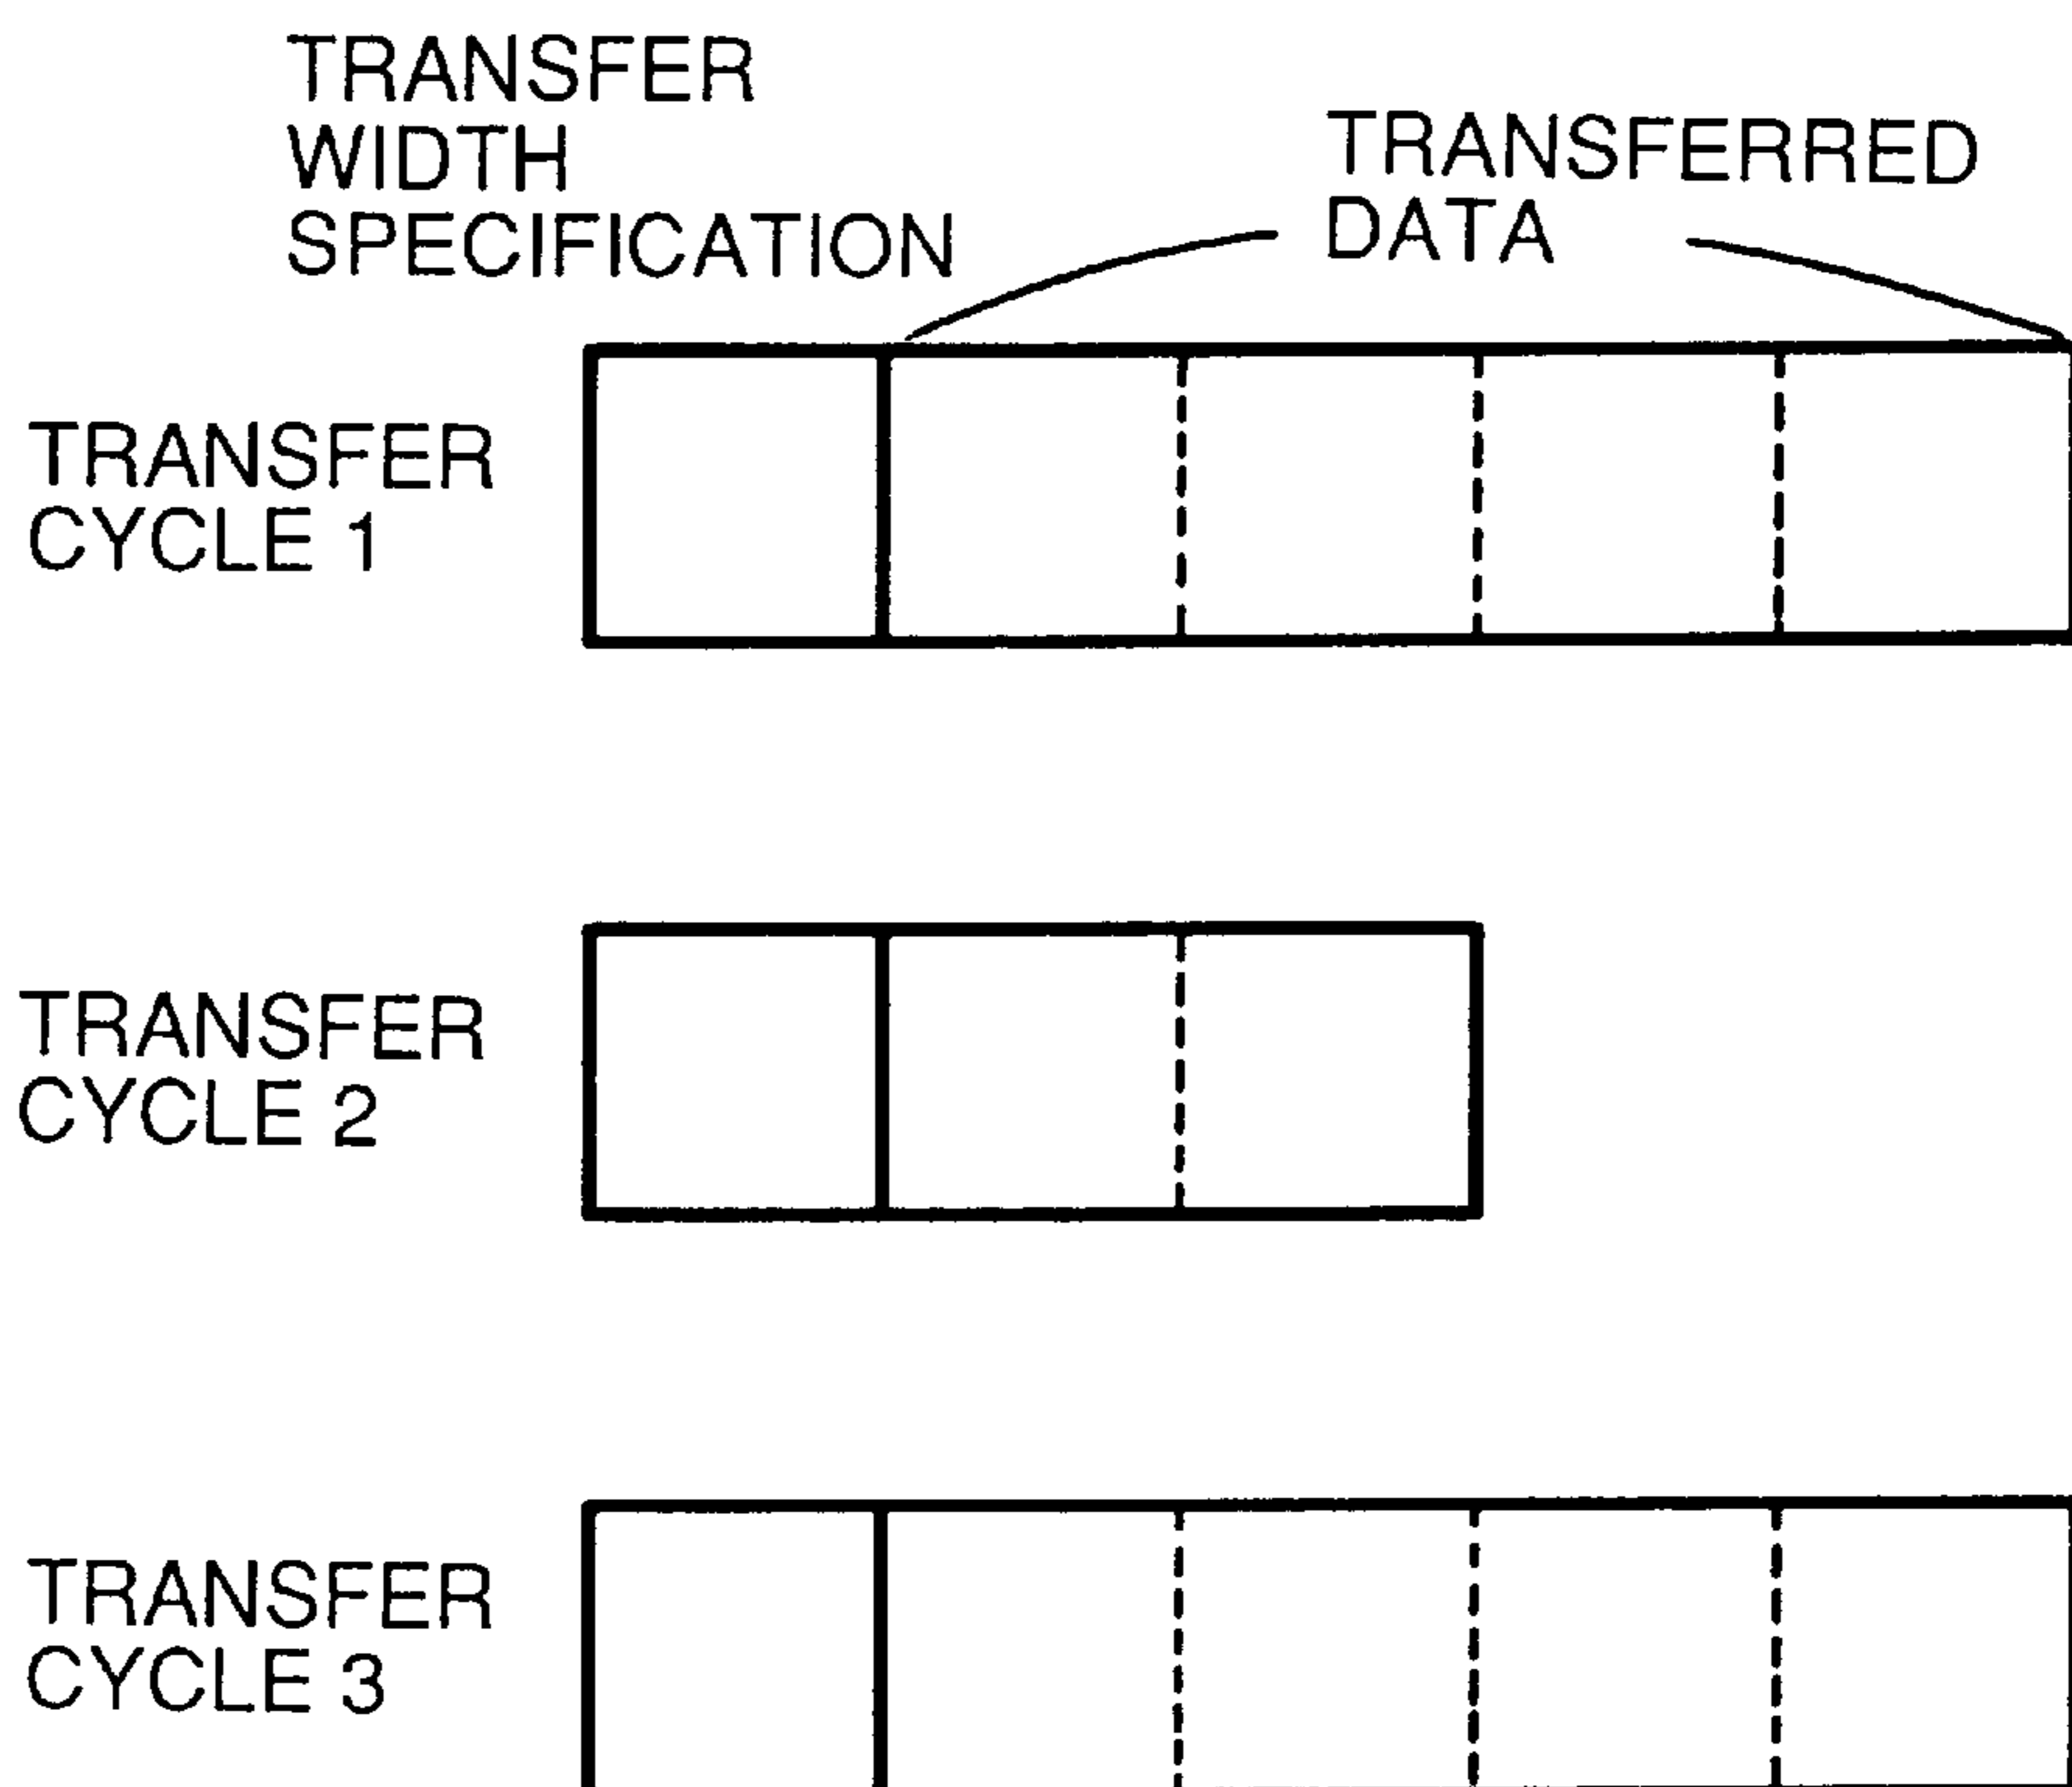 TRANSFER
WIDTH
SPECIFICATION
TRANSFERRED
DATA
TRANSFER
CYCLE 1
TRANSFER
CYCLE 2
TRANSFER
CYCLE 3